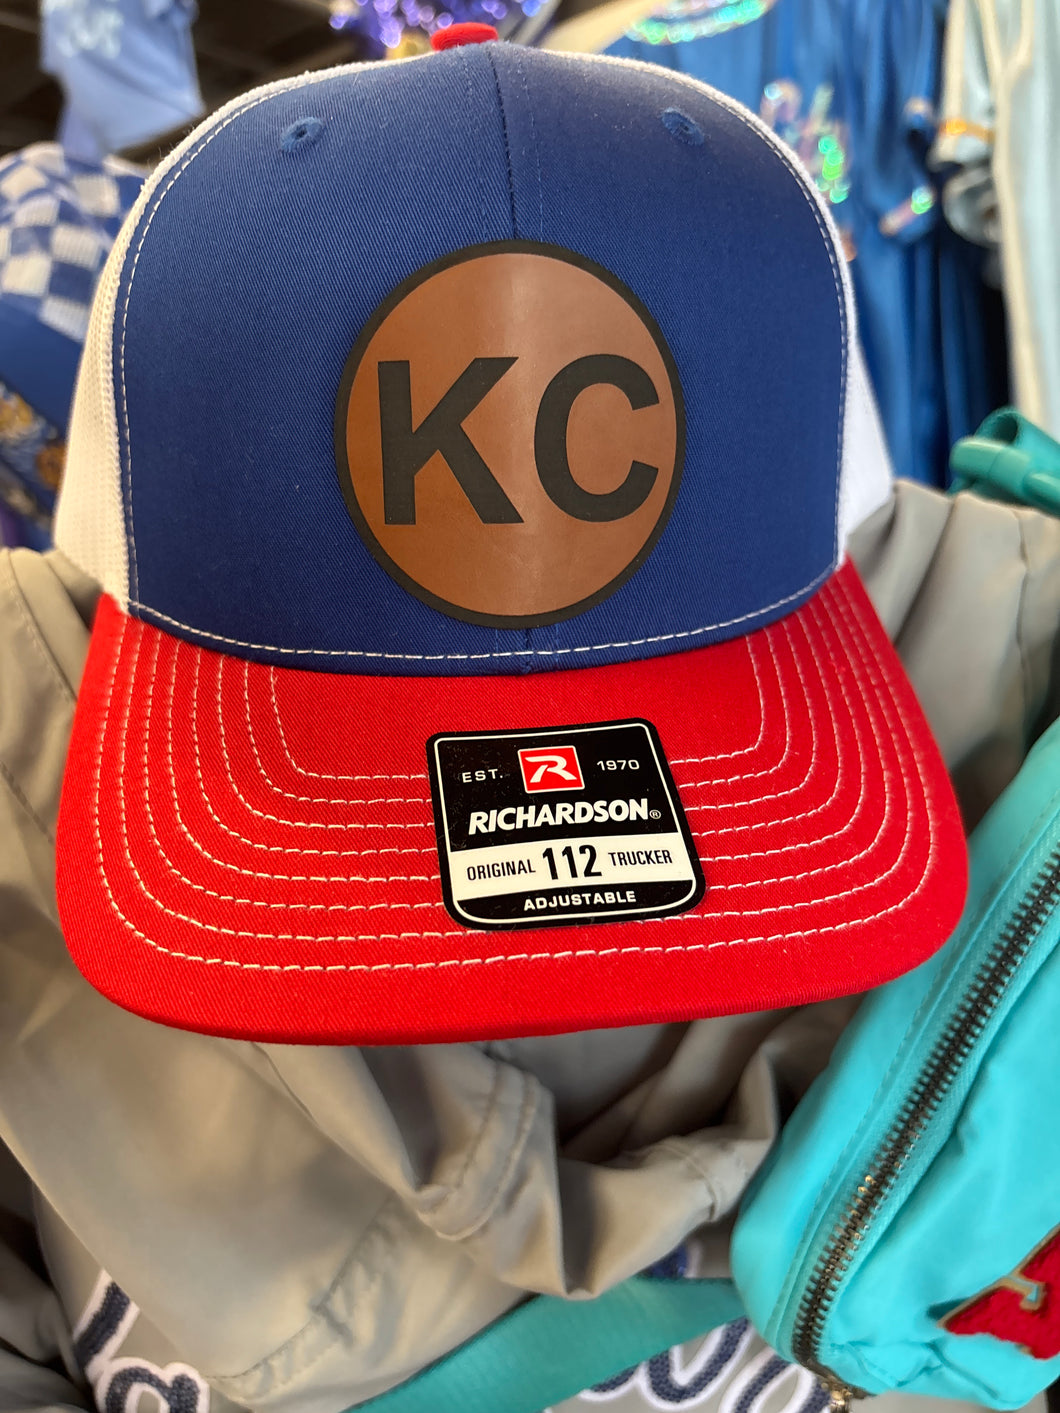 KC
EST. R 1970
RICHARDSON®
ORIGINAL 112 TRUCKER
ADJUSTABLE